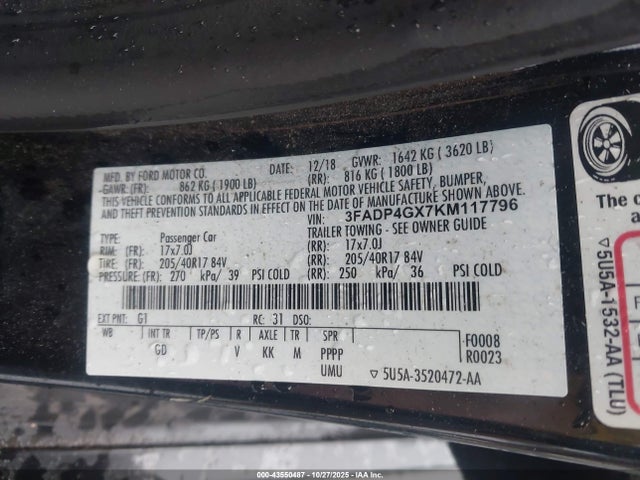 MFD. BY FORD MOTOR CO. DATE: 12/18 GVWR: 1642 KG ( 3620 LB)
GAWR: (FR): 862 KG ( 1900 LB) (RR): 816 KG ( 1800 LB)
THIS VEHICLE CONFORMS TO ALL APPLICABLE FEDERAL MOTOR VEHICLE SAFETY, BUMPER,
AND THEFT PREVENTION STANDARDS IN EFFECT ON THE DATE OF MANUFACTURE SHOWN ABOVE.
VIN: 3FADP4GX7KM117796
TYPE: Passenger Car TRAILER TOWING - SEE OWNER GUIDE
RIM: (FR): 17x7.0J (RR): 17x7.0J
TIRE: (FR): 205/40R17 84V (RR): 205/40R17 84V
PRESSURE: (FR) 270 kPa/ 39 PSI COLD (RR): 250 kPa/ 36 PSI COLD
EXT PNT: G1 RC: 31 DSO:
WB INT TR TP/PS R AXLE TR SPR F0008
GD V KK M PPPP R0023
UMU ▽ 5U5A-3520472-AA
The c
and
▽5U5A-1532-AA (TLU)
000-43550487 - 10/27/2025 - IAA